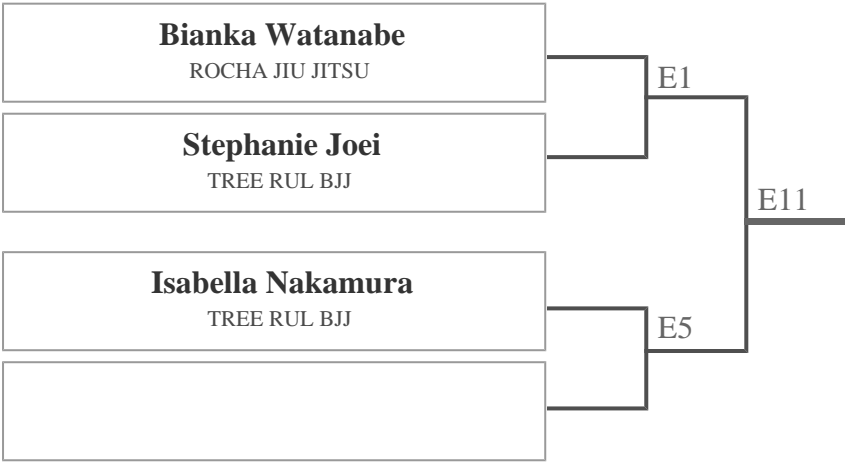 Bianka Watanabe
ROCHA JIU JITSU
E1
Stephanie Joei
TREE RUL BJJ
E11
Isabella Nakamura
TREE RUL BJJ
E5